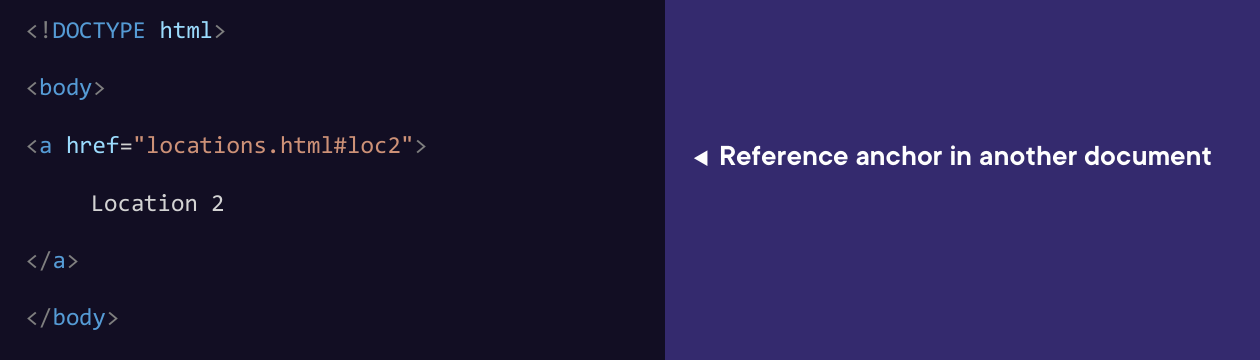 <!DOCTYPE html>
<body>
<a href="locations.html#loc2">
◄ Reference anchor in another document
Location 2
</a>
</body>